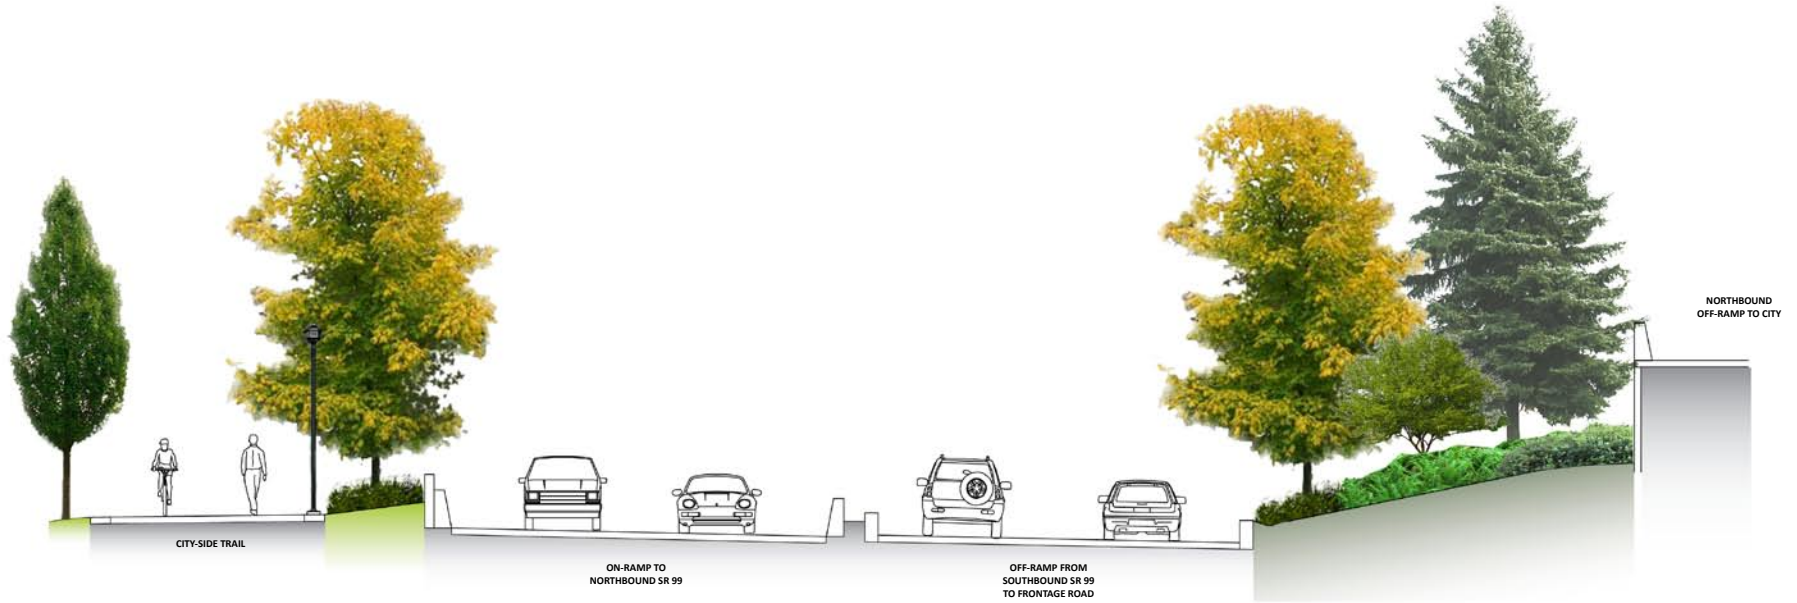 CITY-SIDE TRAIL
ON-RAMP TO
NORTHBOUND SR 99
OFF-RAMP FROM
SOUTHBOUND SR 99
TO FRONTAGE ROAD
NORTHBOUND
OFF-RAMP TO CITY